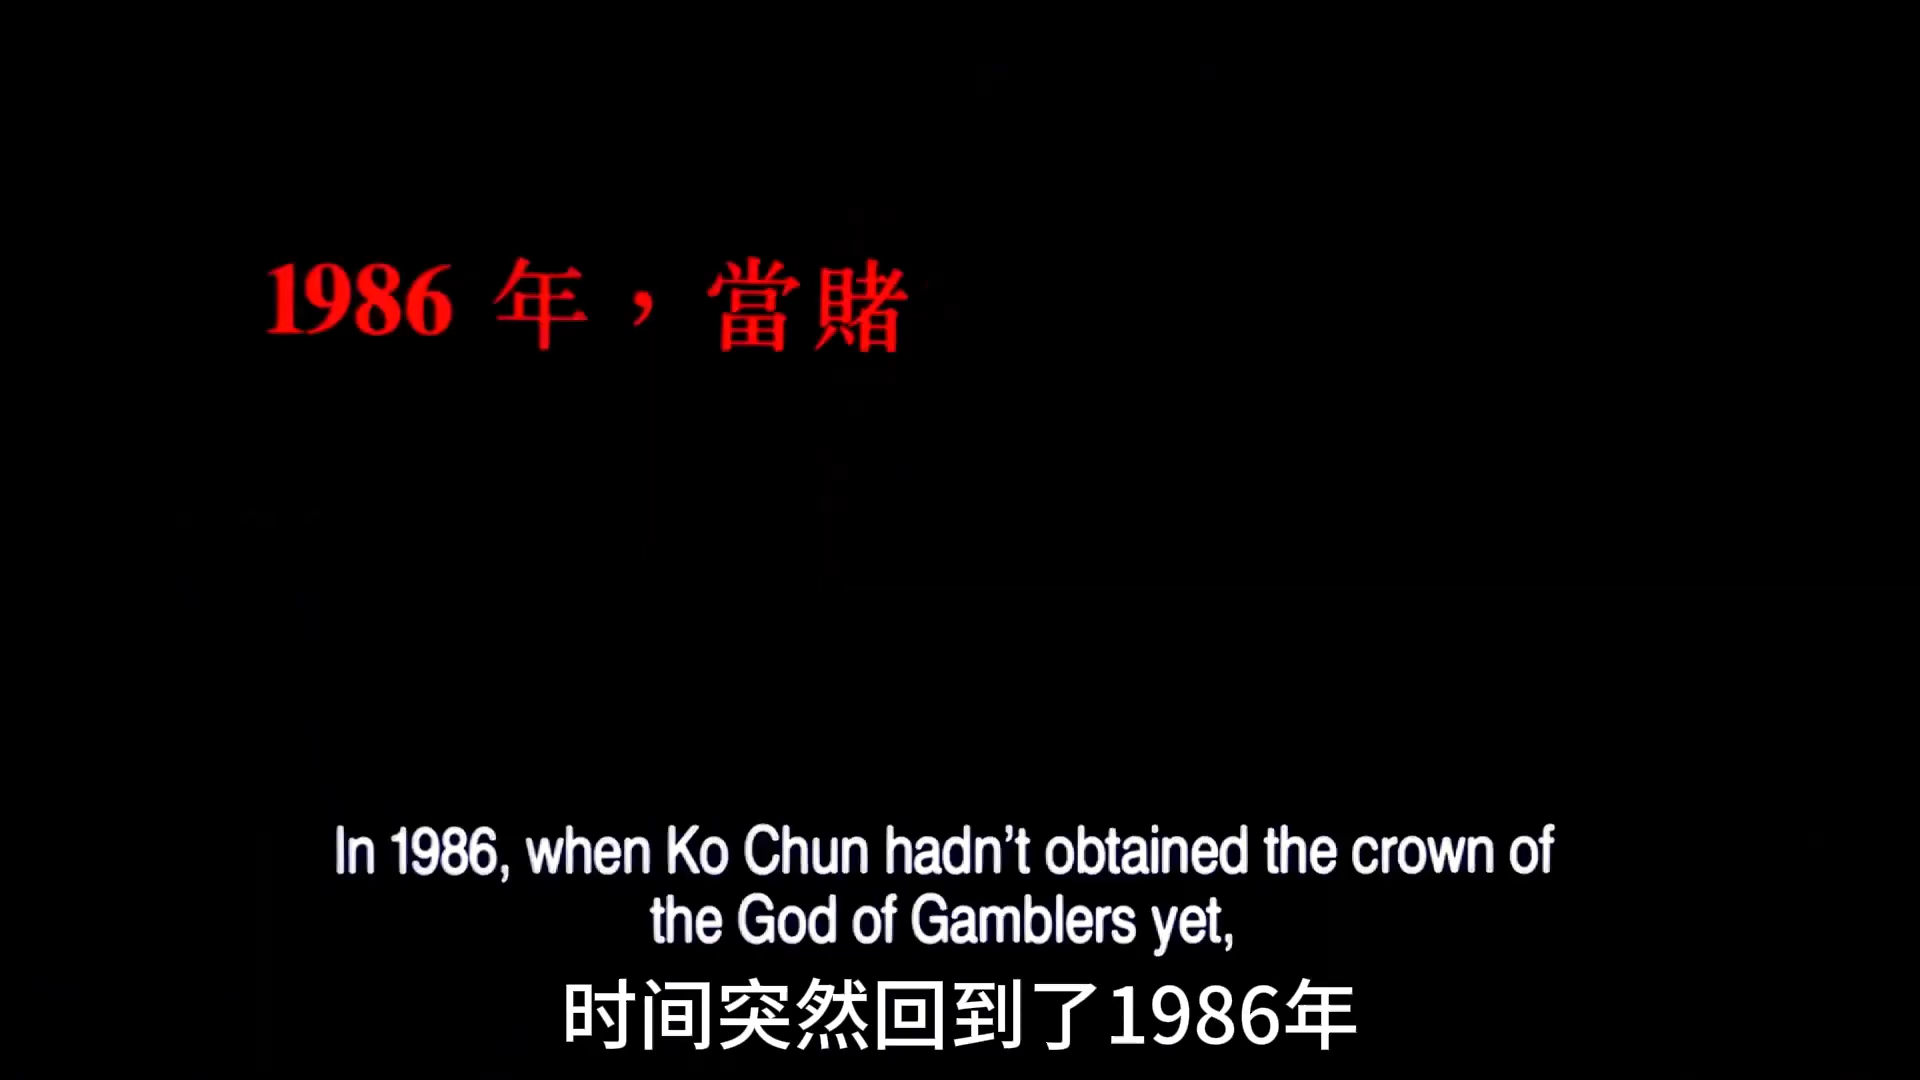 1986 年，當賭
In 1986, when Ko Chun hadn't obtained the crown of
the God of Gamblers yet,
时间突然回到了1986年